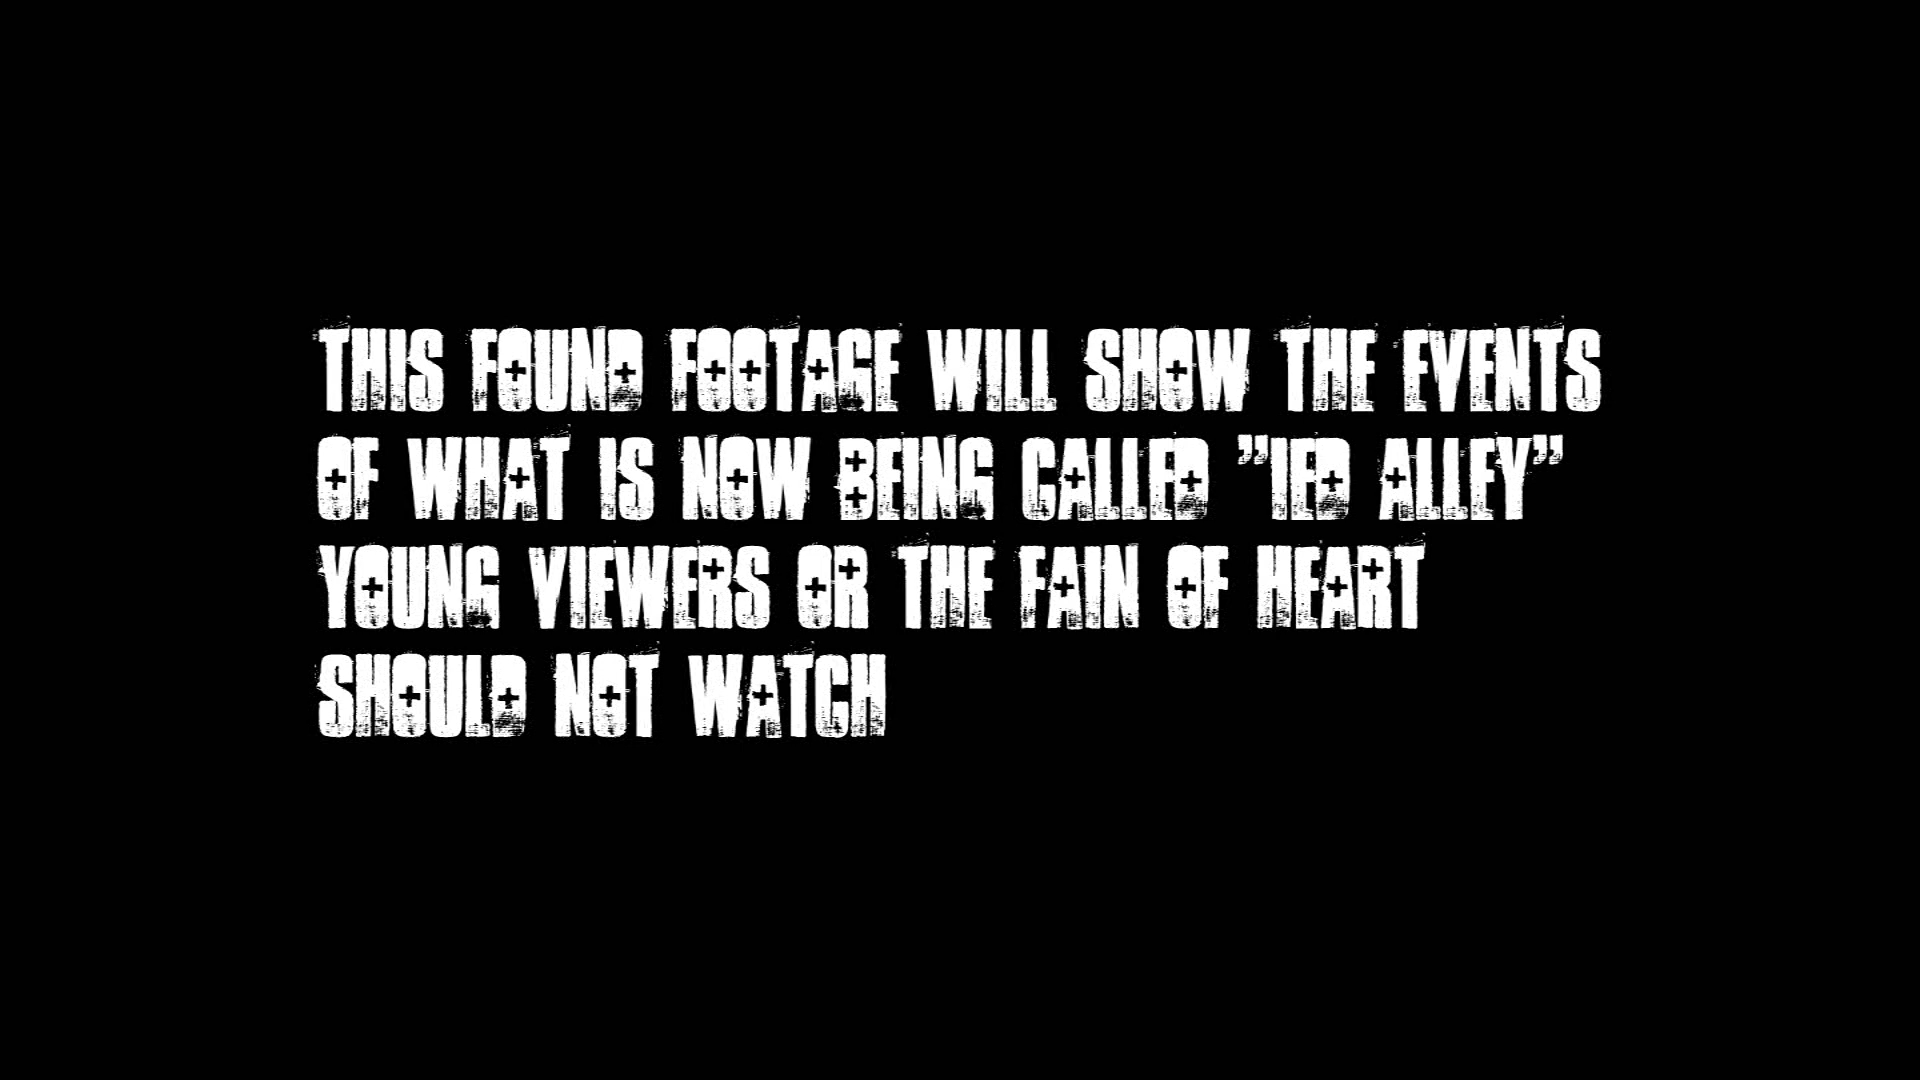 THIS FOUND FOOTAGE WILL SHOW THE EVENTS
OF WHAT IS NOW BEING CALLED ”IED ALLEY”
YOUNG VIEWERS OR THE FAIN OF HEART
SHOULD NOT WATCH